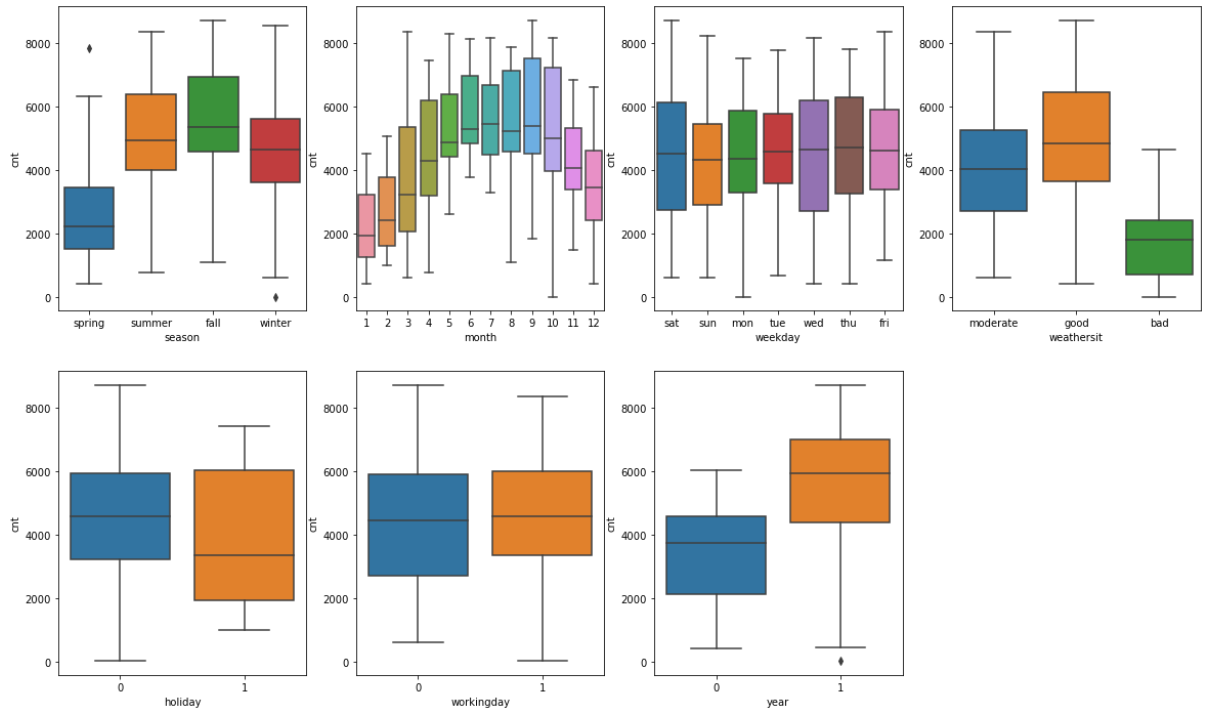 8000
6000
4000
2000
0
cnt
spring summer fall winter
season
8000
6000
4000
2000
0
cnt
1 2 3 4 5 6 7 8 9 10 11 12
month
8000
6000
4000
2000
0
cnt
sat sun mon tue wed thu fri
weekday
8000
6000
4000
2000
0
cnt
moderate good bad
weathersit
8000
6000
4000
2000
0
cnt
0 1
holiday
8000
6000
4000
2000
0
cnt
0 1
workingday
8000
6000
4000
2000
0
cnt
0 1
year